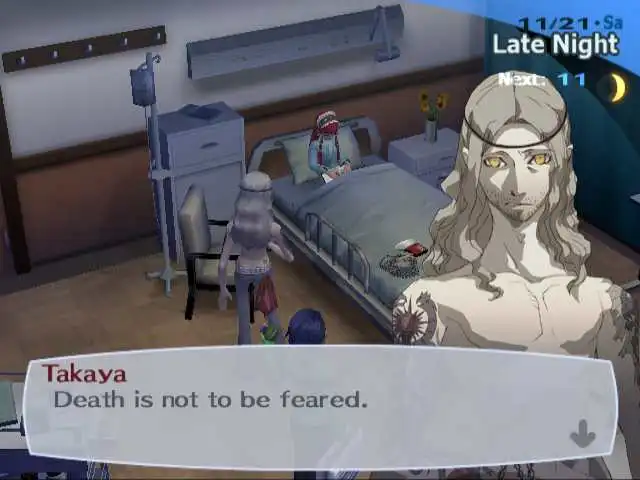 11/21·Sa
Late Night
Next: 11
Takaya
Death is not to be feared.